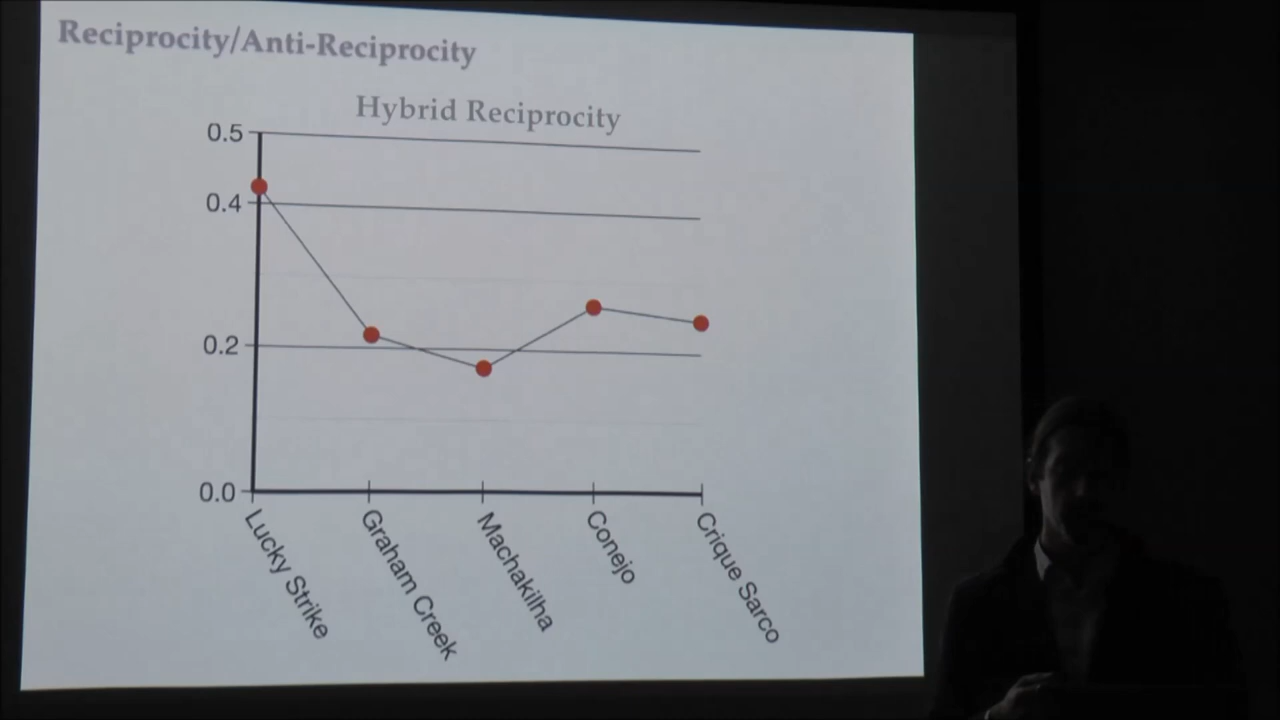 Reciprocity/Anti-Reciprocity
Hybrid Reciprocity
0.5
0.4
0.2
0.0
Lucky Strike
Graham Creek
Machakilha
Conejo
Crique Sarco